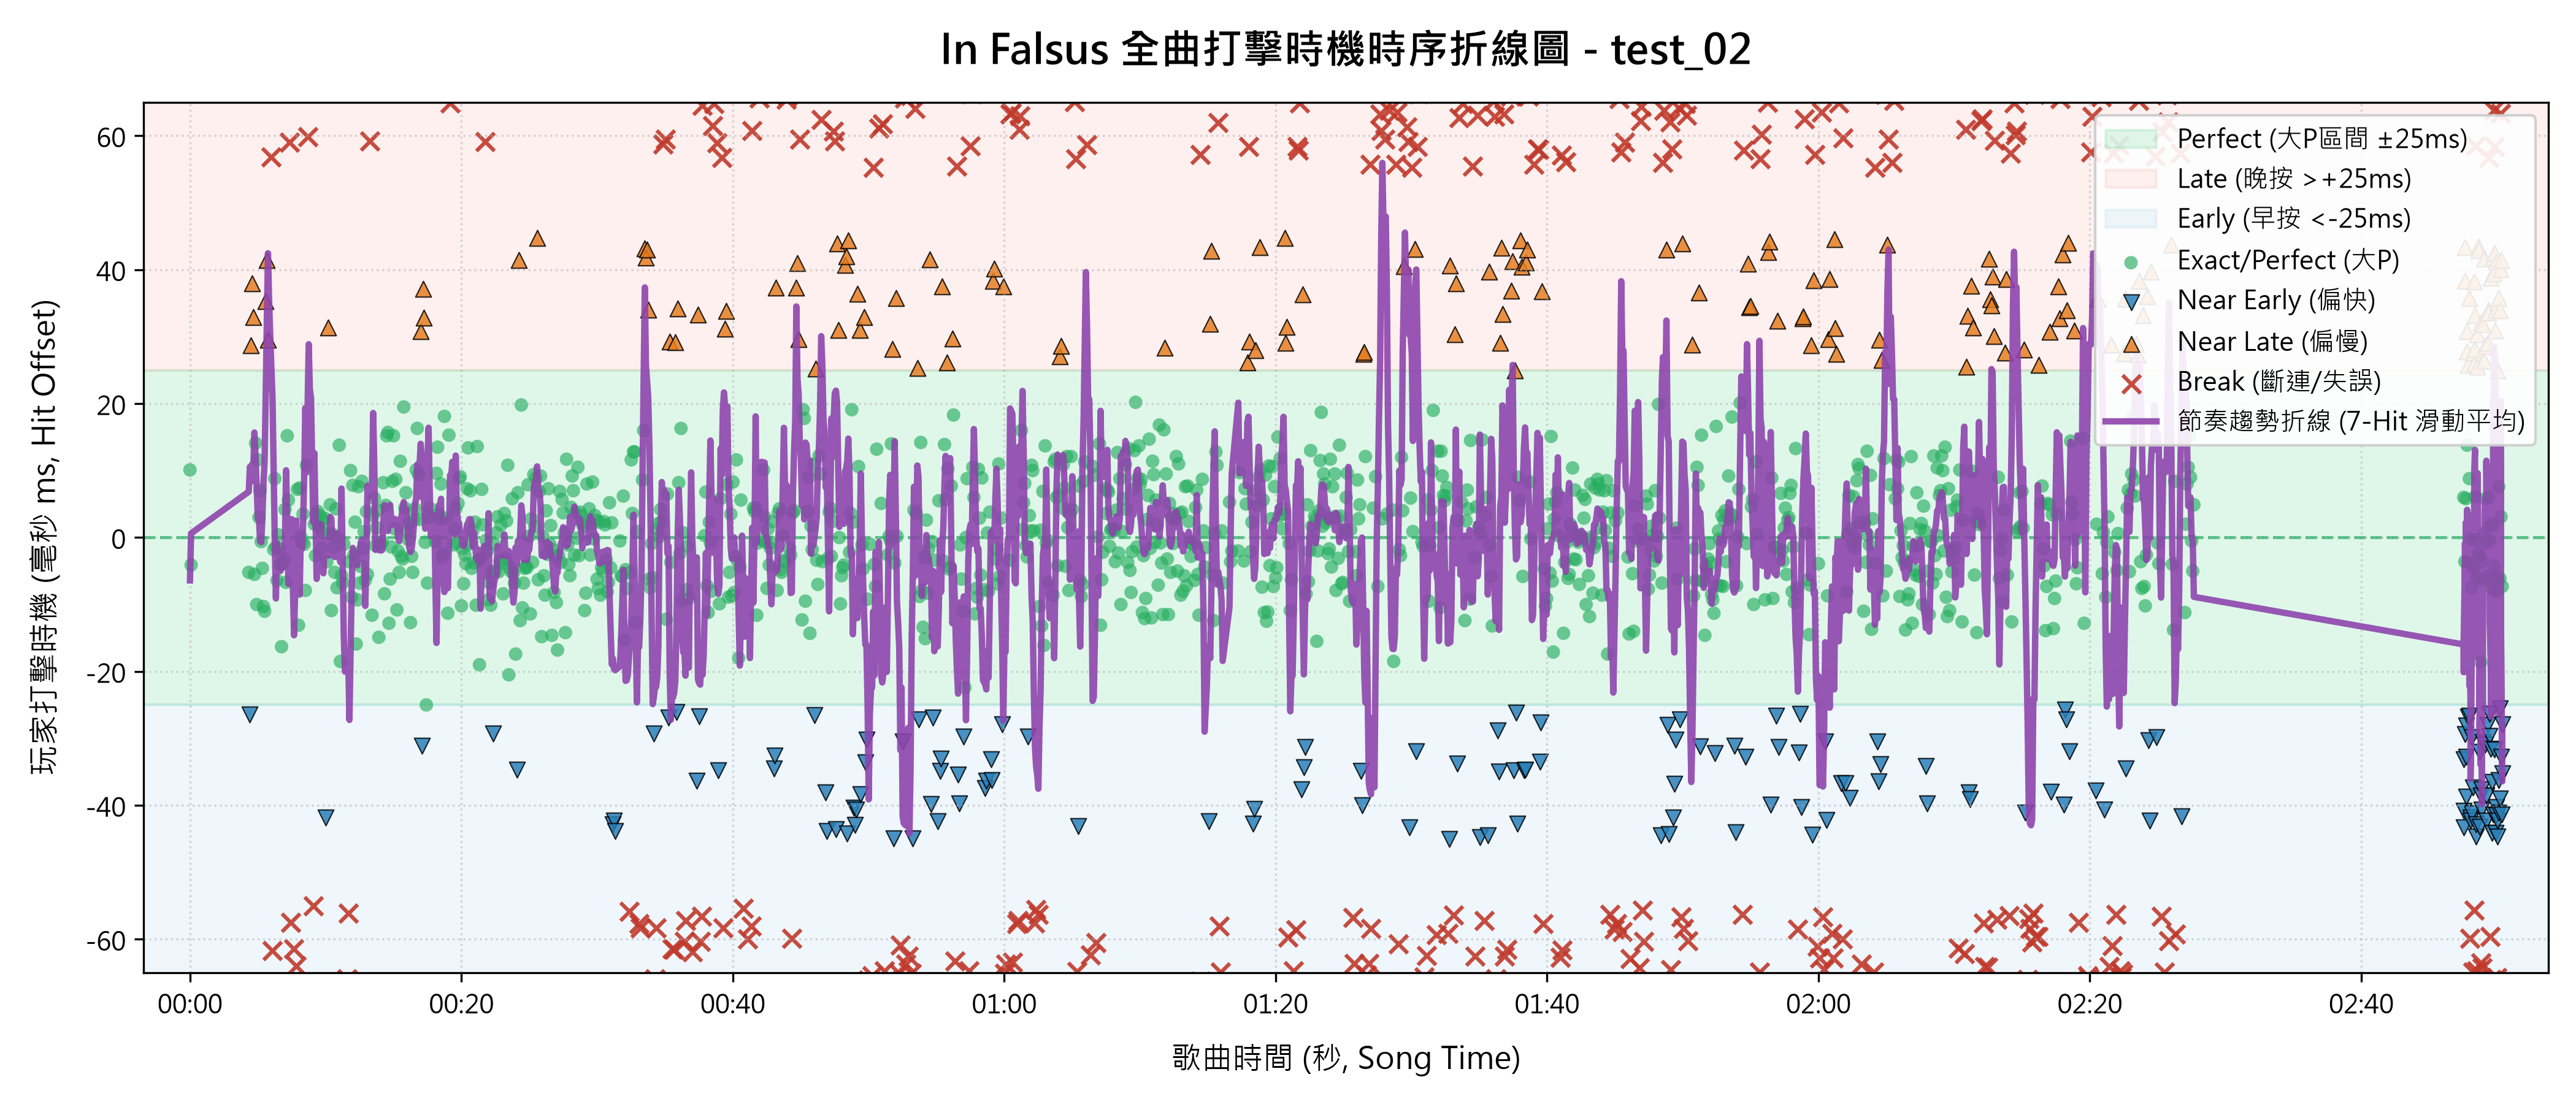 In Falsus 全曲打擊時機時序折線圖 - test_02
玩家打擊時機 (毫秒 ms, Hit Offset)
60
40
20
0
-20
-40
-60
Perfect (大P區間 ±25ms)
Late (晚按 >+25ms)
Early (早按 <-25ms)
Exact/Perfect (大P)
Near Early (偏快)
Near Late (偏慢)
Break (斷連/失誤)
節奏趨勢折線 (7-Hit 滑動平均)
00:00 00:20 00:40 01:00 01:20 01:40 02:00 02:20 02:40
歌曲時間 (秒, Song Time)